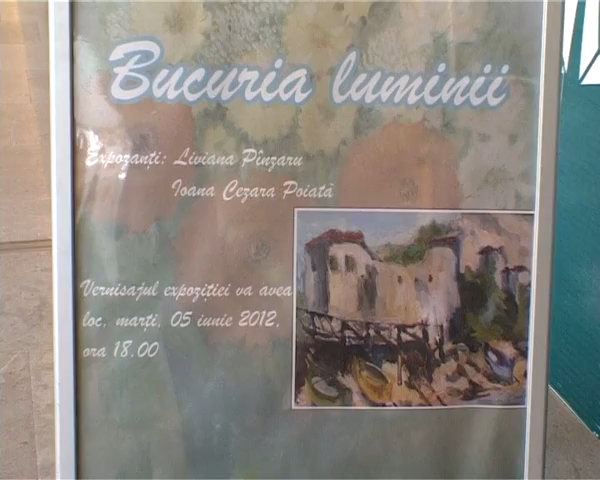 Bucuria luminii
Expozanți: Liviana Pînzaru
Ioana Cezara Poiată
Vernisajul expoziției va avea
loc, marți, 05 iunie 2012,
ora 18.00